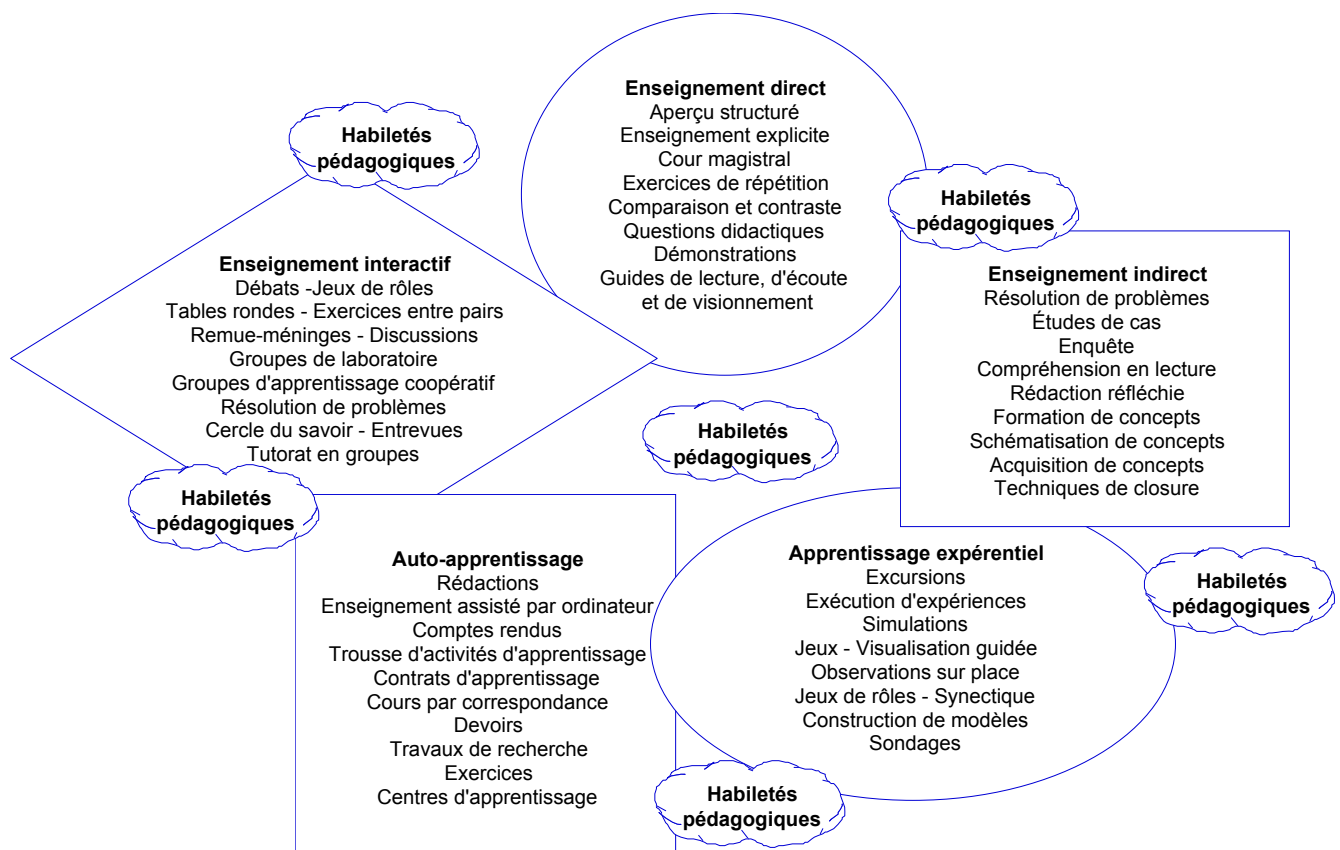 Enseignement direct
Aperçu structuré
Enseignement explicite
Cour magistral
Exercices de répétition
Comparaison et contraste
Questions didactiques
Démonstrations
Guides de lecture, d'écoute
et de visionnement
Habiletés
pédagogiques
Habiletés
pédagogiques
Enseignement interactif
Débats -Jeux de rôles
Tables rondes - Exercices entre pairs
Remue-méninges - Discussions
Groupes de laboratoire
Groupes d'apprentissage coopératif
Résolution de problèmes
Cercle du savoir - Entrevues
Tutorat en groupes
Enseignement indirect
Résolution de problèmes
Études de cas
Enquête
Compréhension en lecture
Rédaction réfléchie
Formation de concepts
Schématisation de concepts
Acquisition de concepts
Techniques de closure
Habiletés
pédagogiques
Habiletés
pédagogiques
Auto-apprentissage
Rédactions
Enseignement assisté par ordinateur
Comptes rendus
Trousse d'activités d'apprentissage
Contrats d'apprentissage
Cours par correspondance
Devoirs
Travaux de recherche
Exercices
Centres d'apprentissage
Apprentissage expérentiel
Excursions
Exécution d'expériences
Simulations
Jeux - Visualisation guidée
Observations sur place
Jeux de rôles - Synectique
Construction de modèles
Sondages
Habiletés
pédagogiques
Habiletés
pédagogiques